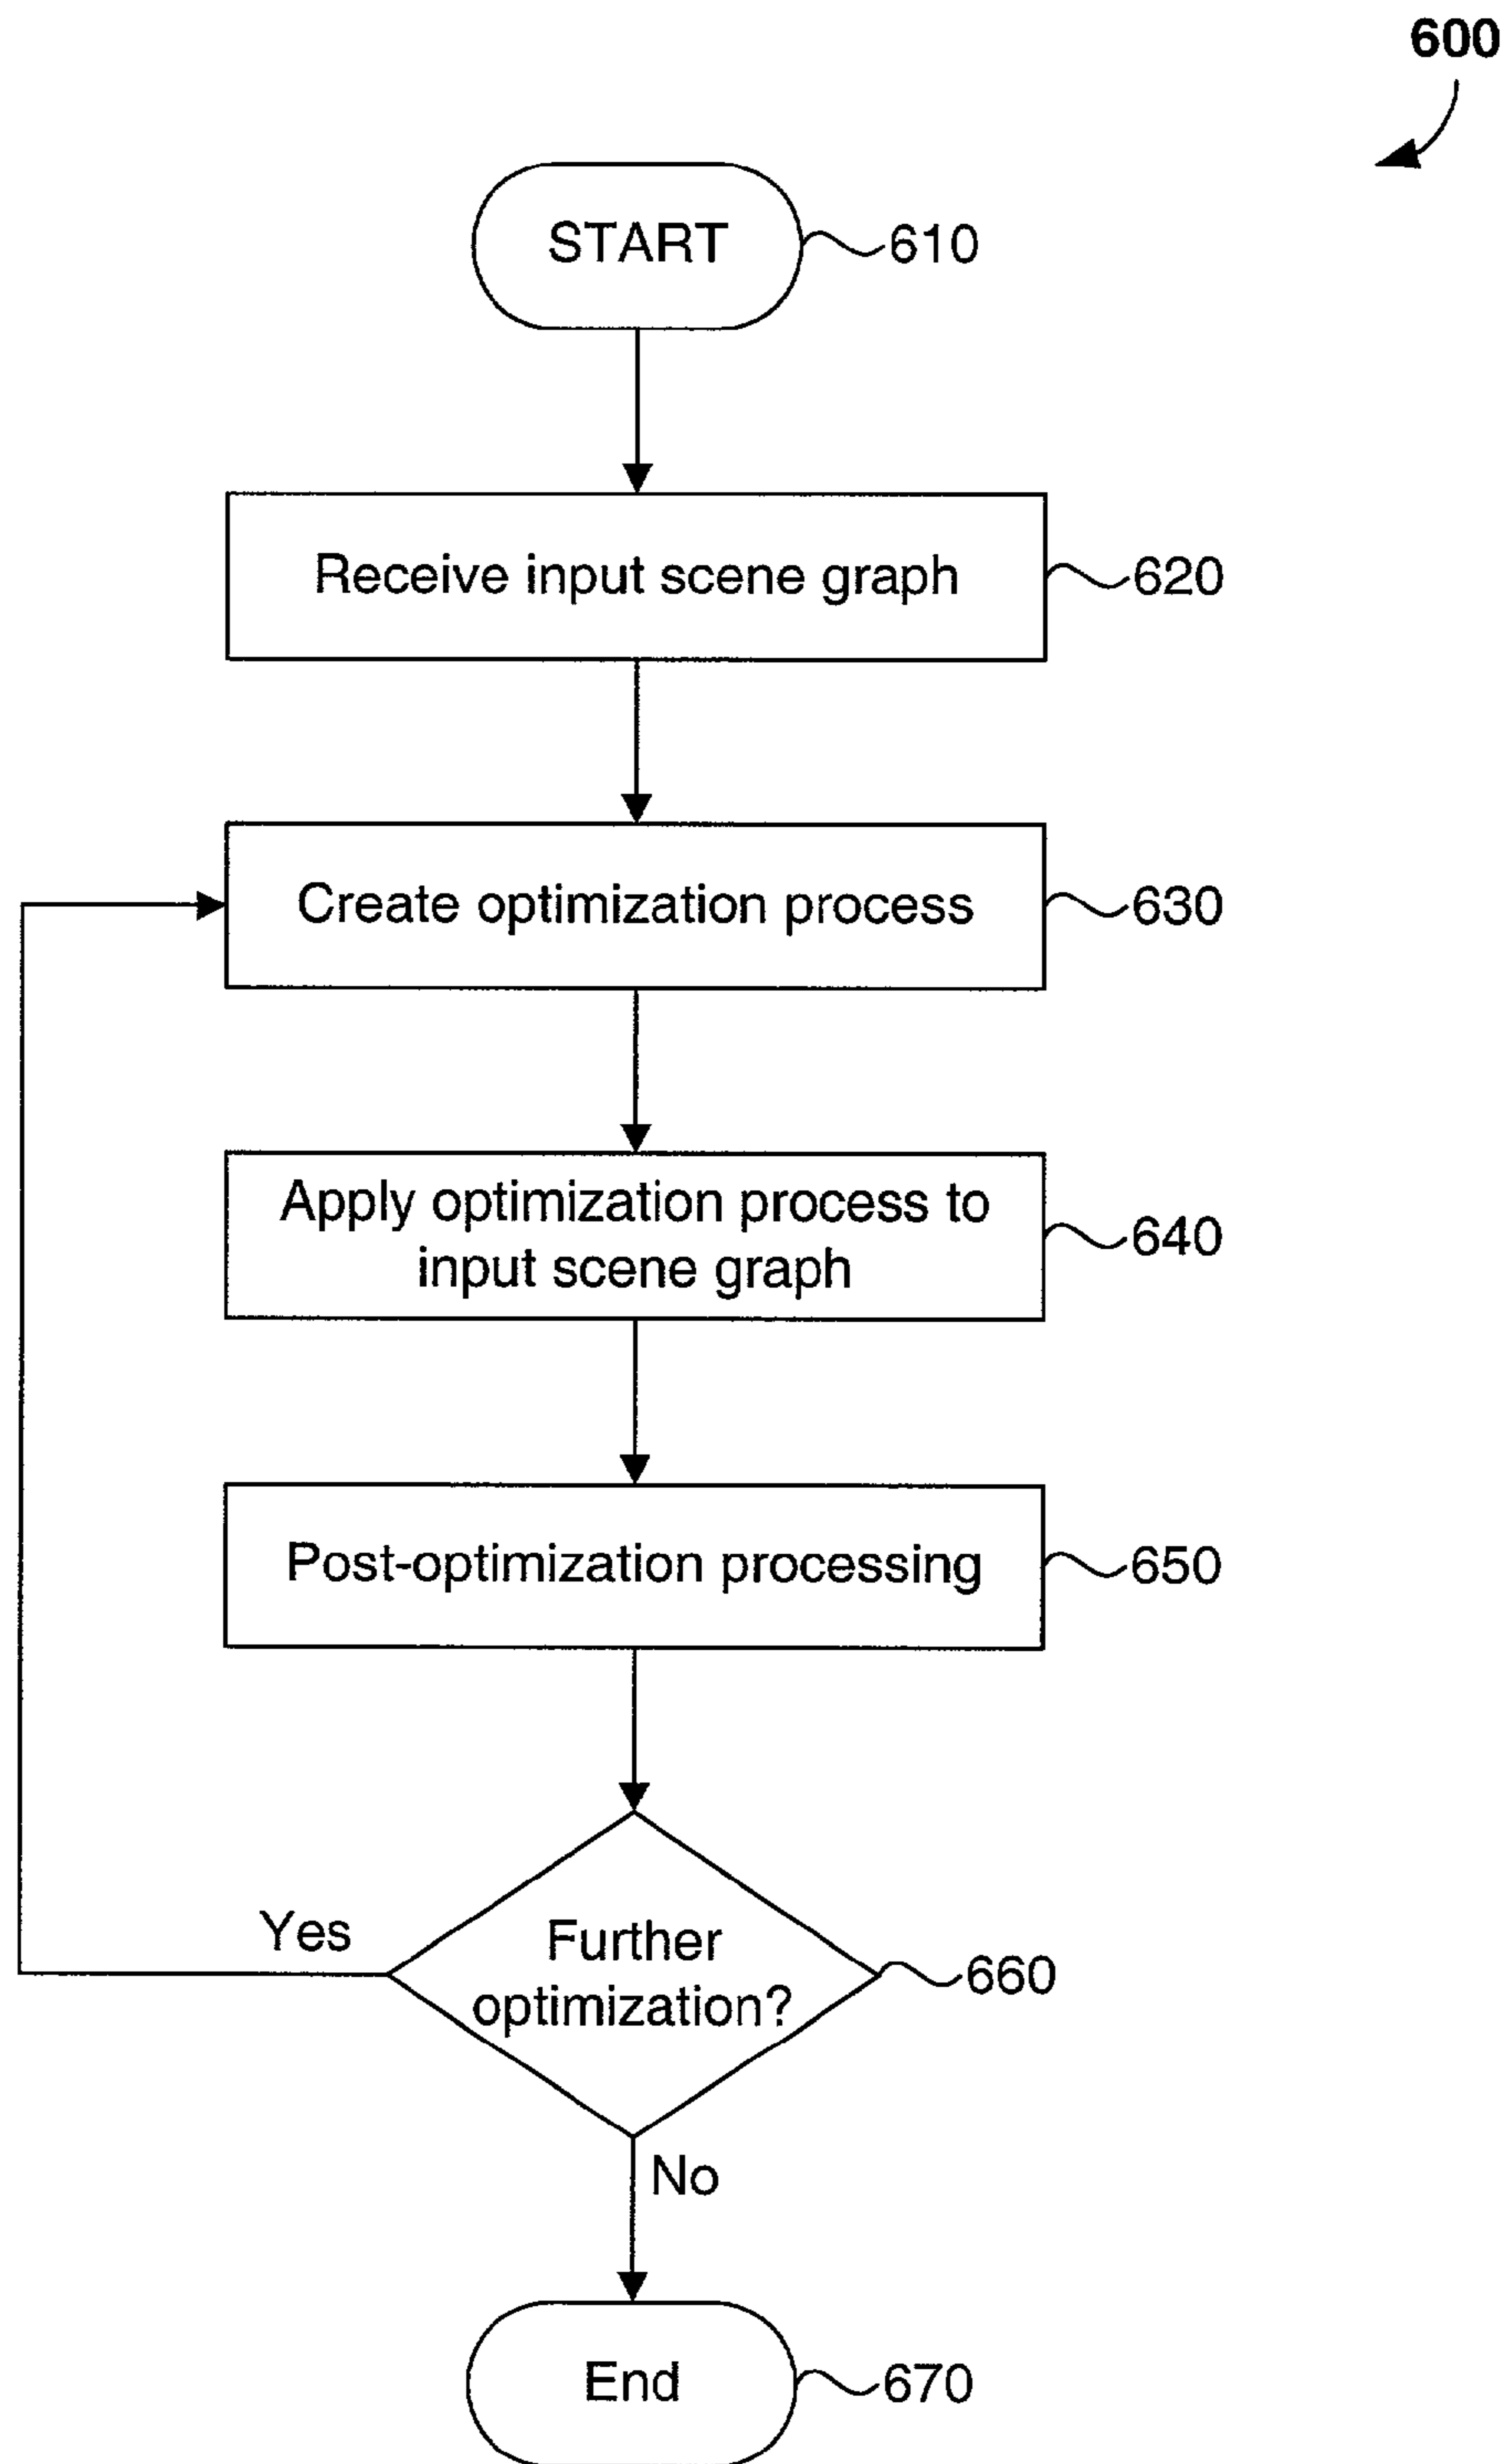 600
START
610
Receive input scene graph
620
Create optimization process
630
Apply optimization process to
input scene graph
640
Post-optimization processing
650
Yes
Further
optimization?
660
No
End
670